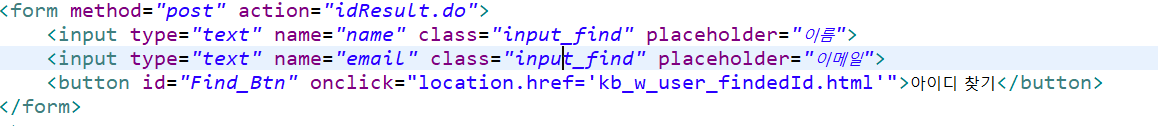 <form method="post" action="idResult.do">
<input type="text" name="name" class="input_find" placeholder="이름">
<input type="text" name="email" class="input_find" placeholder="이메일">
<button id="Find_Btn" onclick="location.href='kb_w_user_findedId.html'">아이디 찾기</button>
</form>